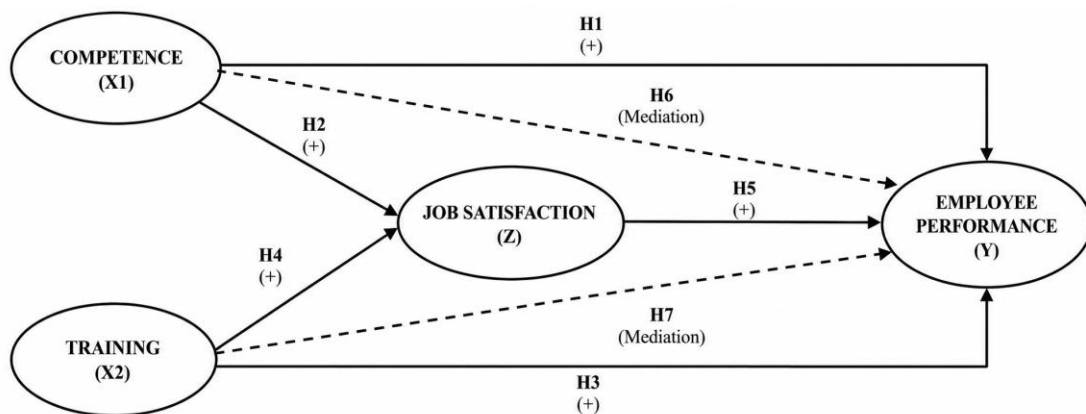 H1
(+)
COMPETENCE
(X1)
H6
(Mediation)
H2
(+)
JOB SATISFACTION
(Z)
H5
(+)
EMPLOYEE
PERFORMANCE
(Y)
H4
(+)
H7
(Mediation)
TRAINING
(X2)
H3
(+)